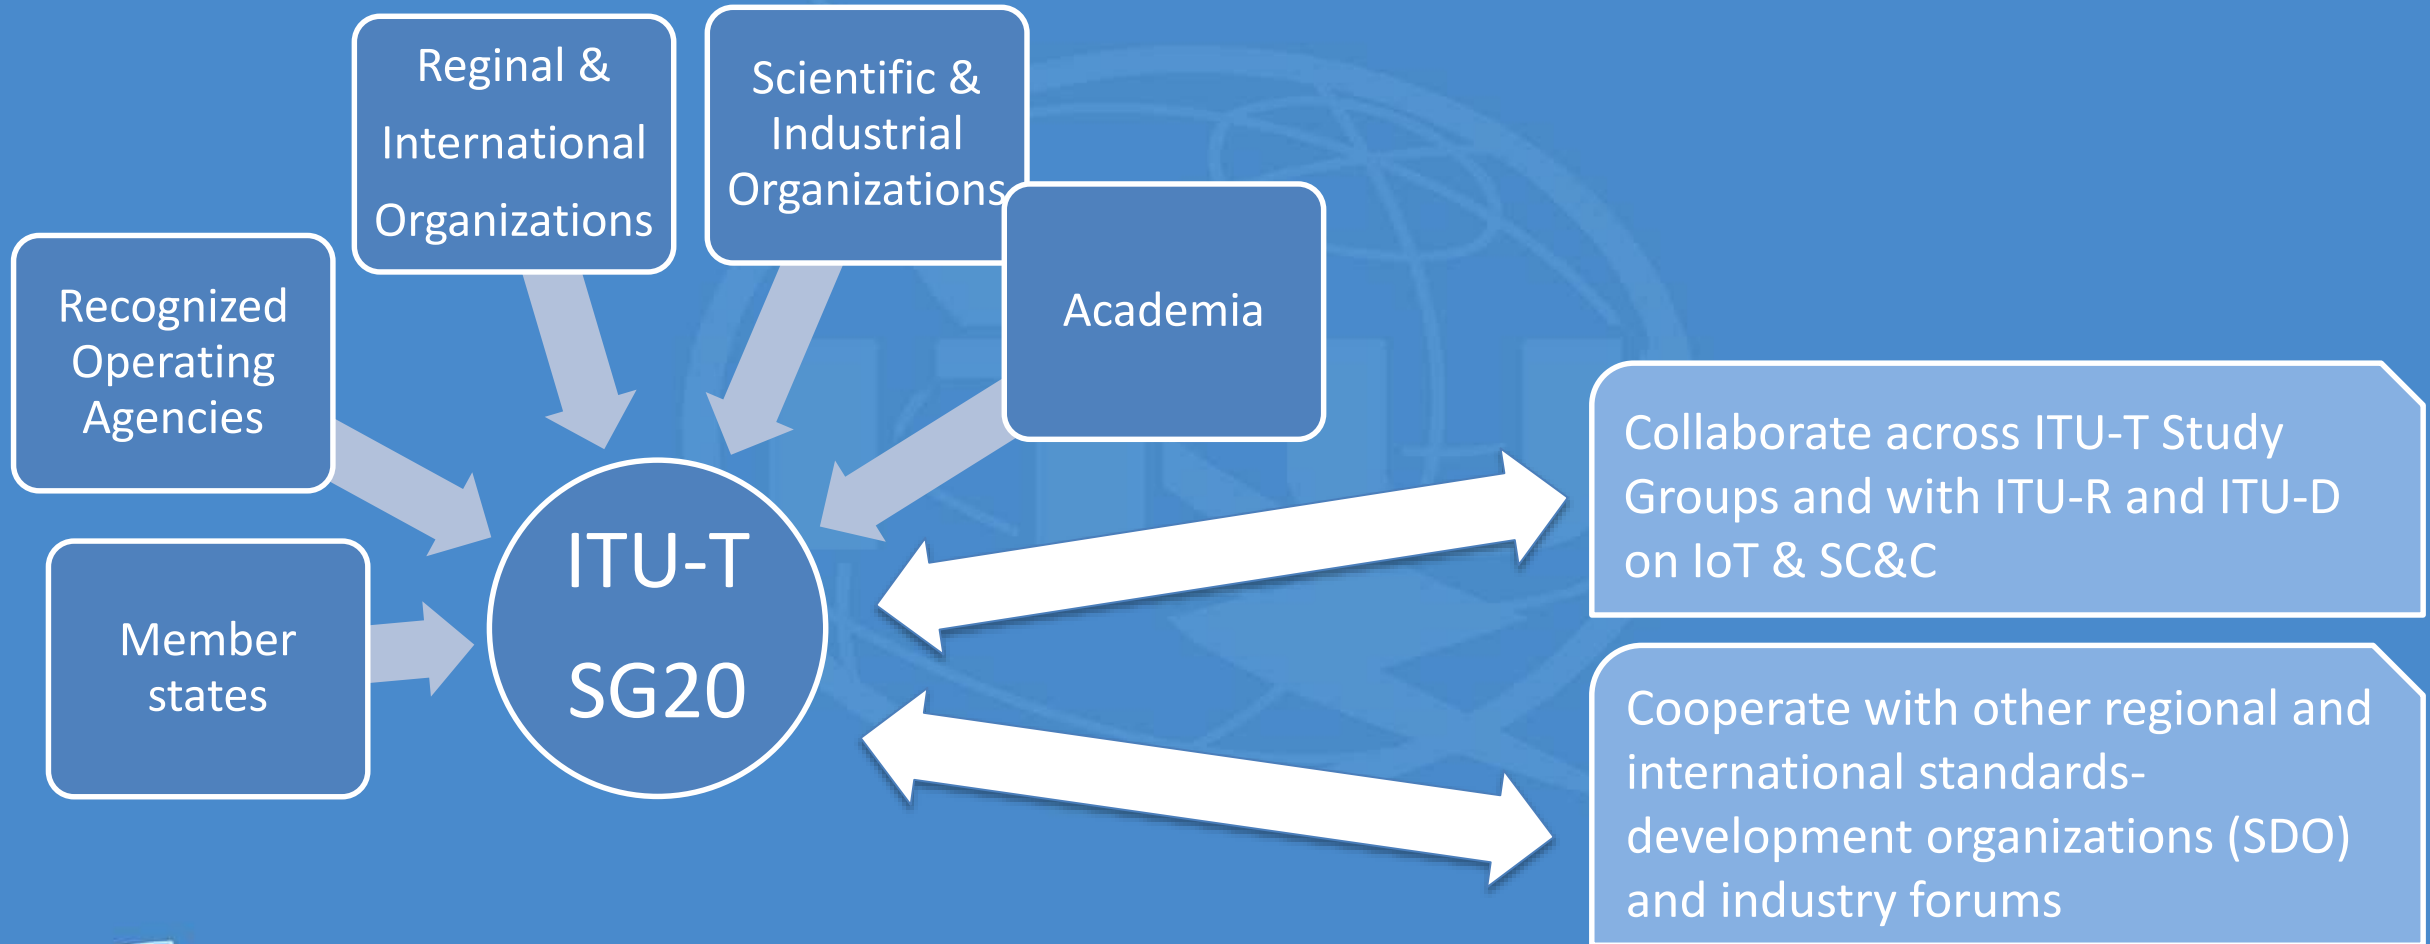 Reginal &
International
Organizations
Scientific &
Industrial
Organizations
Academia
Recognized
Operating
Agencies
Member
states
ITU-T
SG20
Collaborate across ITU-T Study
Groups and with ITU-R and ITU-D
on IoT & SC&C
Cooperate with other regional and
international standards-
development organizations (SDO)
and industry forums